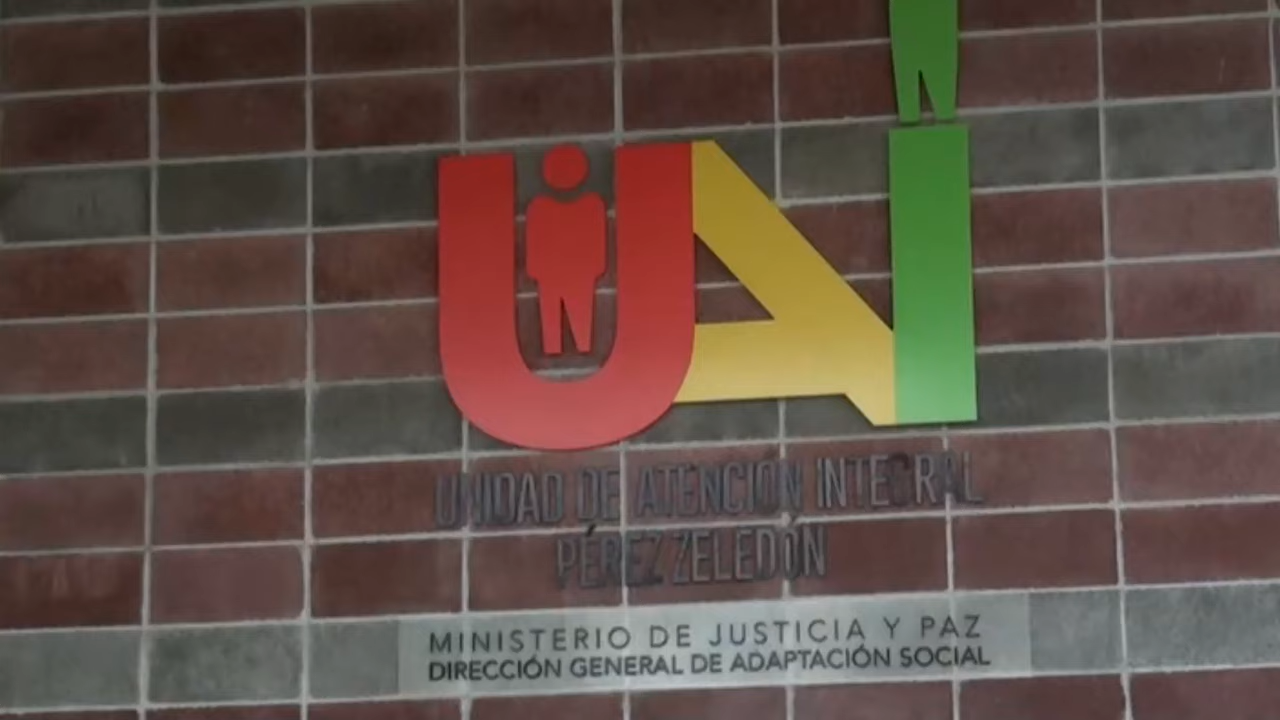 UAI
UNIDAD DE ATENCIÓN INTEGRAL
PÉREZ ZELEDÓN
MINISTERIO DE JUSTICIA Y PAZ
DIRECCIÓN GENERAL DE ADAPTACIÓN SOCIAL